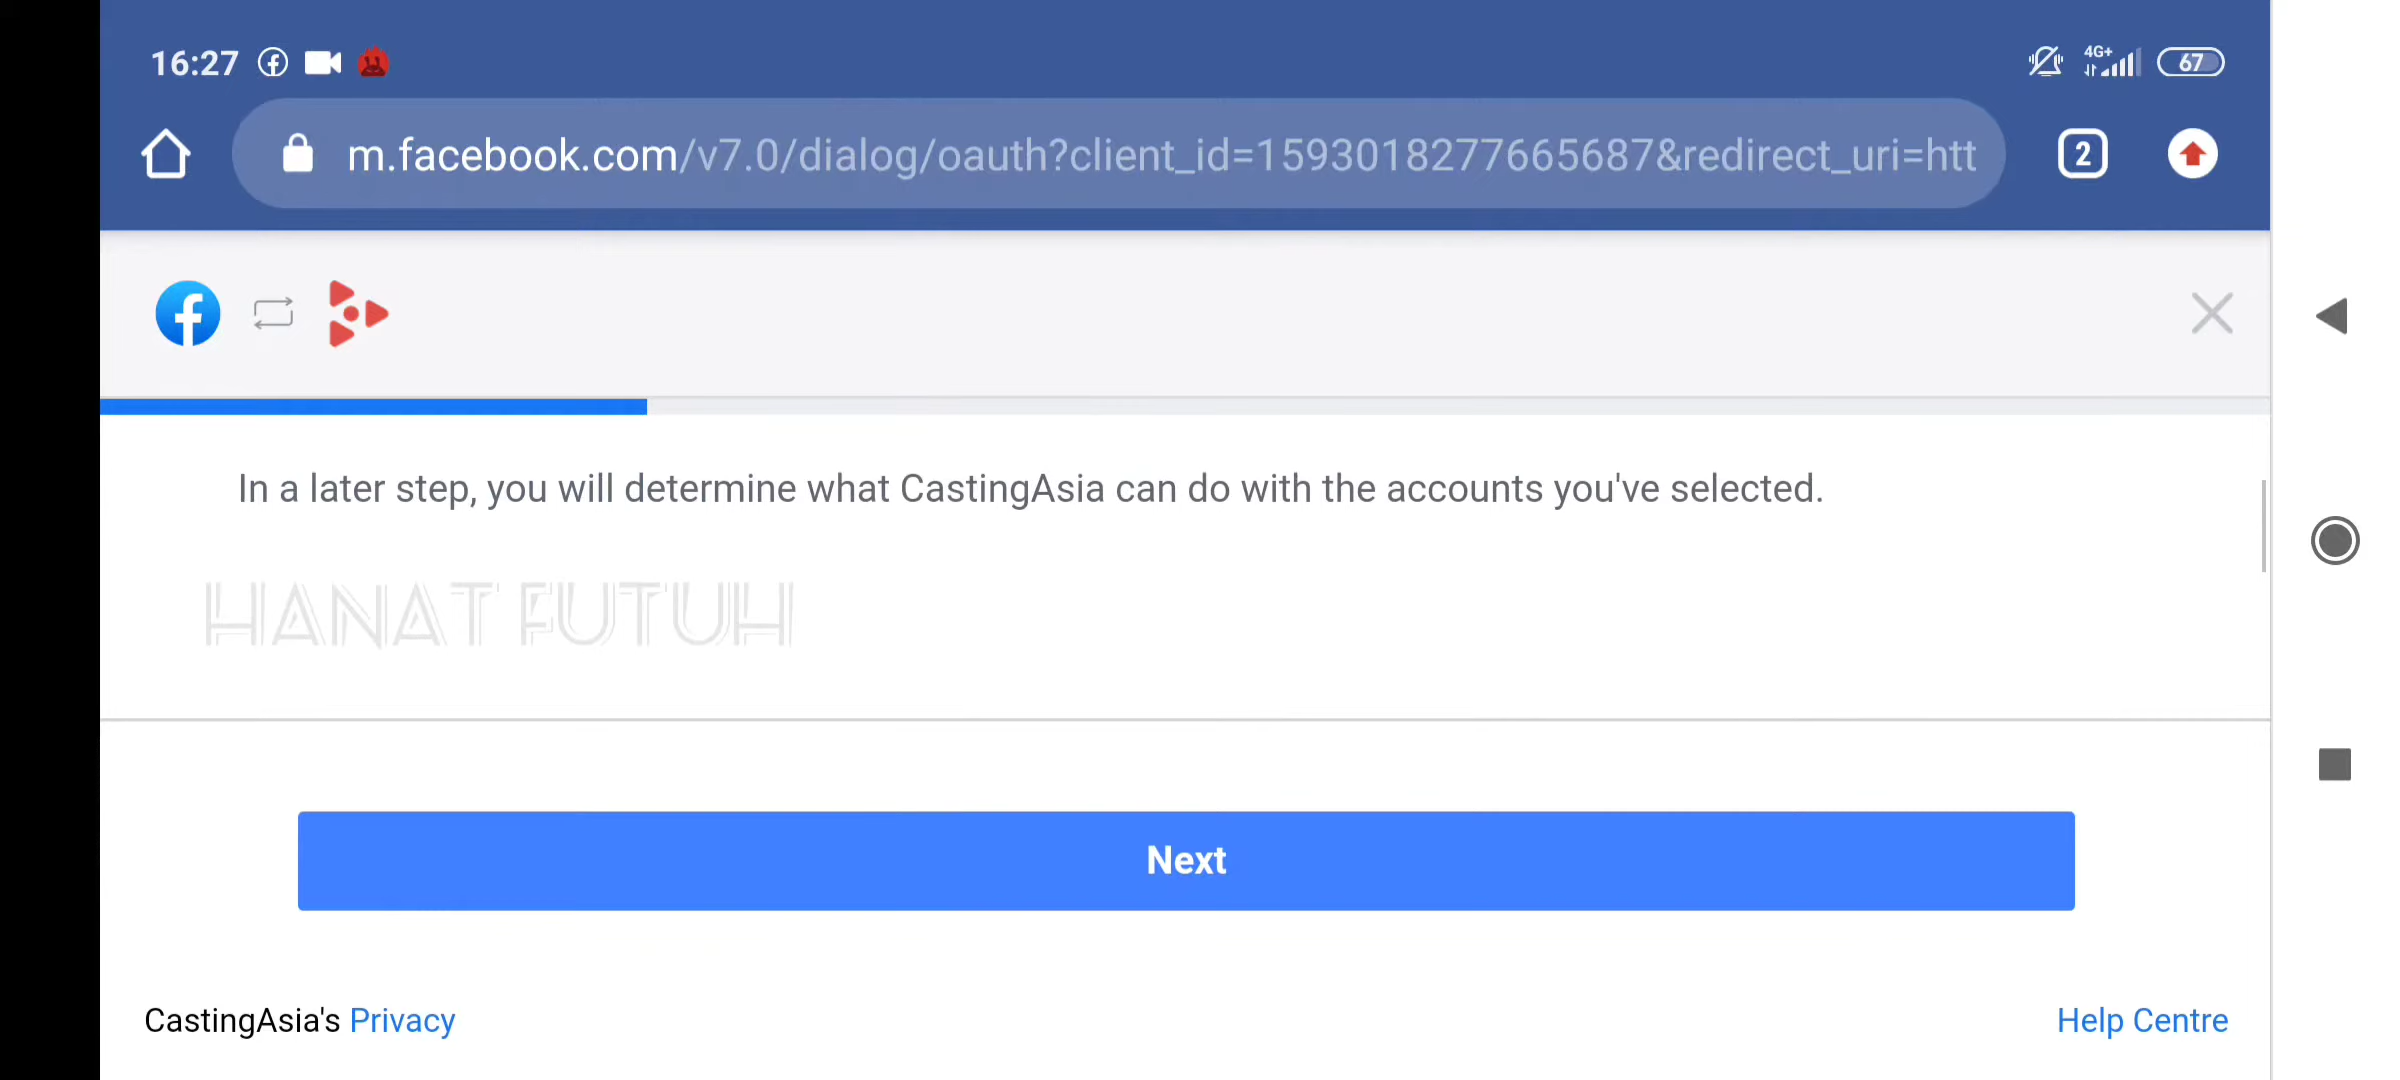 16:27
4G+
67
m.facebook.com/v7.0/dialog/oauth?client_id=1593018277665687&redirect_uri=htt
2
In a later step, you will determine what CastingAsia can do with the accounts you've selected.
HANAT FUTUH
Next
CastingAsia's Privacy
Help Centre